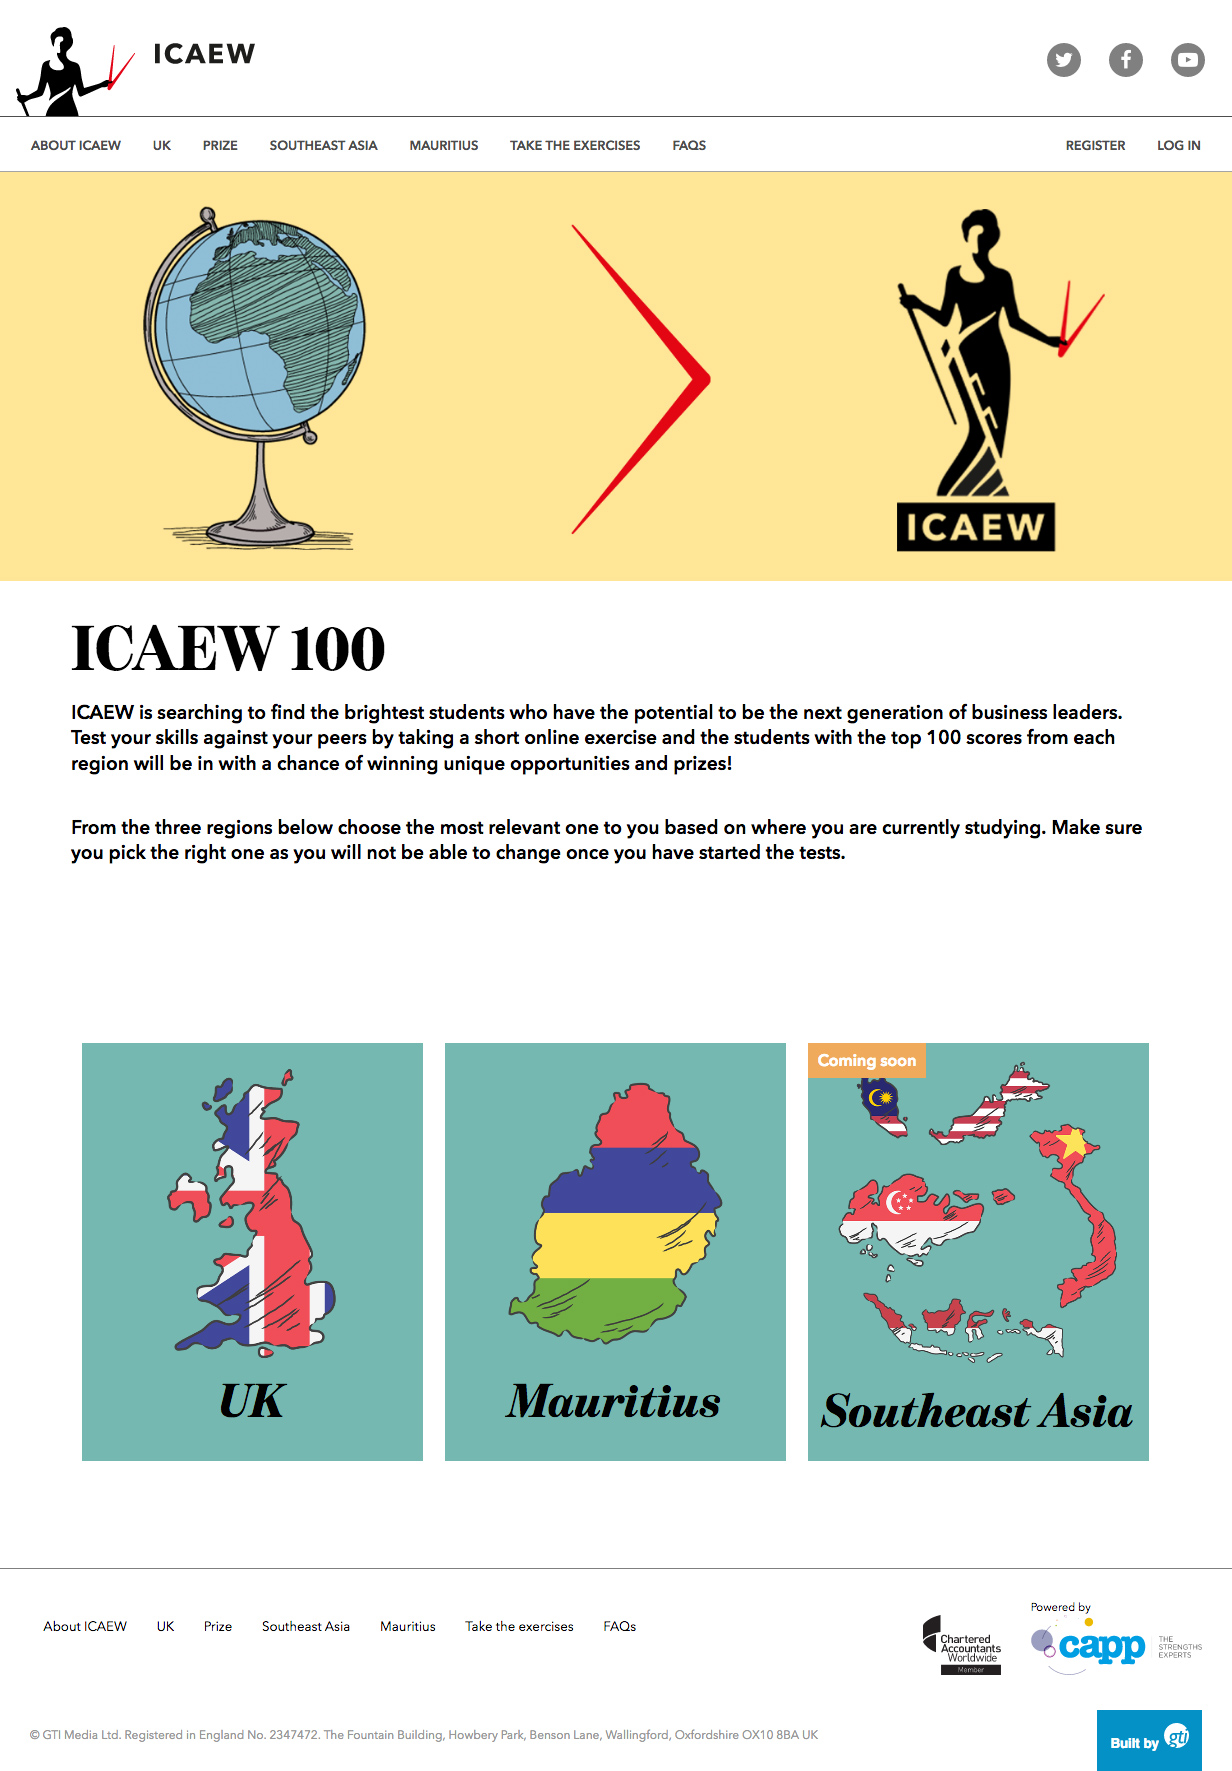 ICAEW
ABOUT ICAEW UK PRIZE SOUTHEAST ASIA MAURITIUS TAKE THE EXERCISES FAQS REGISTER LOG IN
ICAEW
ICAEW 100
ICAEW is searching to find the brightest students who have the potential to be the next generation of business leaders.
Test your skills against your peers by taking a short online exercise and the students with the top 100 scores from each
region will be in with a chance of winning unique opportunities and prizes!
From the three regions below choose the most relevant one to you based on where you are currently studying. Make sure
you pick the right one as you will not be able to change once you have started the tests.
Coming soon
UK
Mauritius
Southeast Asia
About ICAEW UK Prize Southeast Asia Mauritius Take the exercises FAQs
Chartered
Accountants
Worldwide
Member
Powered by
capp
THE
STRENGTHS
EXPERTS
© GTI Media Ltd. Registered in England No. 2347472. The Fountain Building, Howbery Park, Benson Lane, Wallingford, Oxfordshire OX10 8BA UK
Built by gti